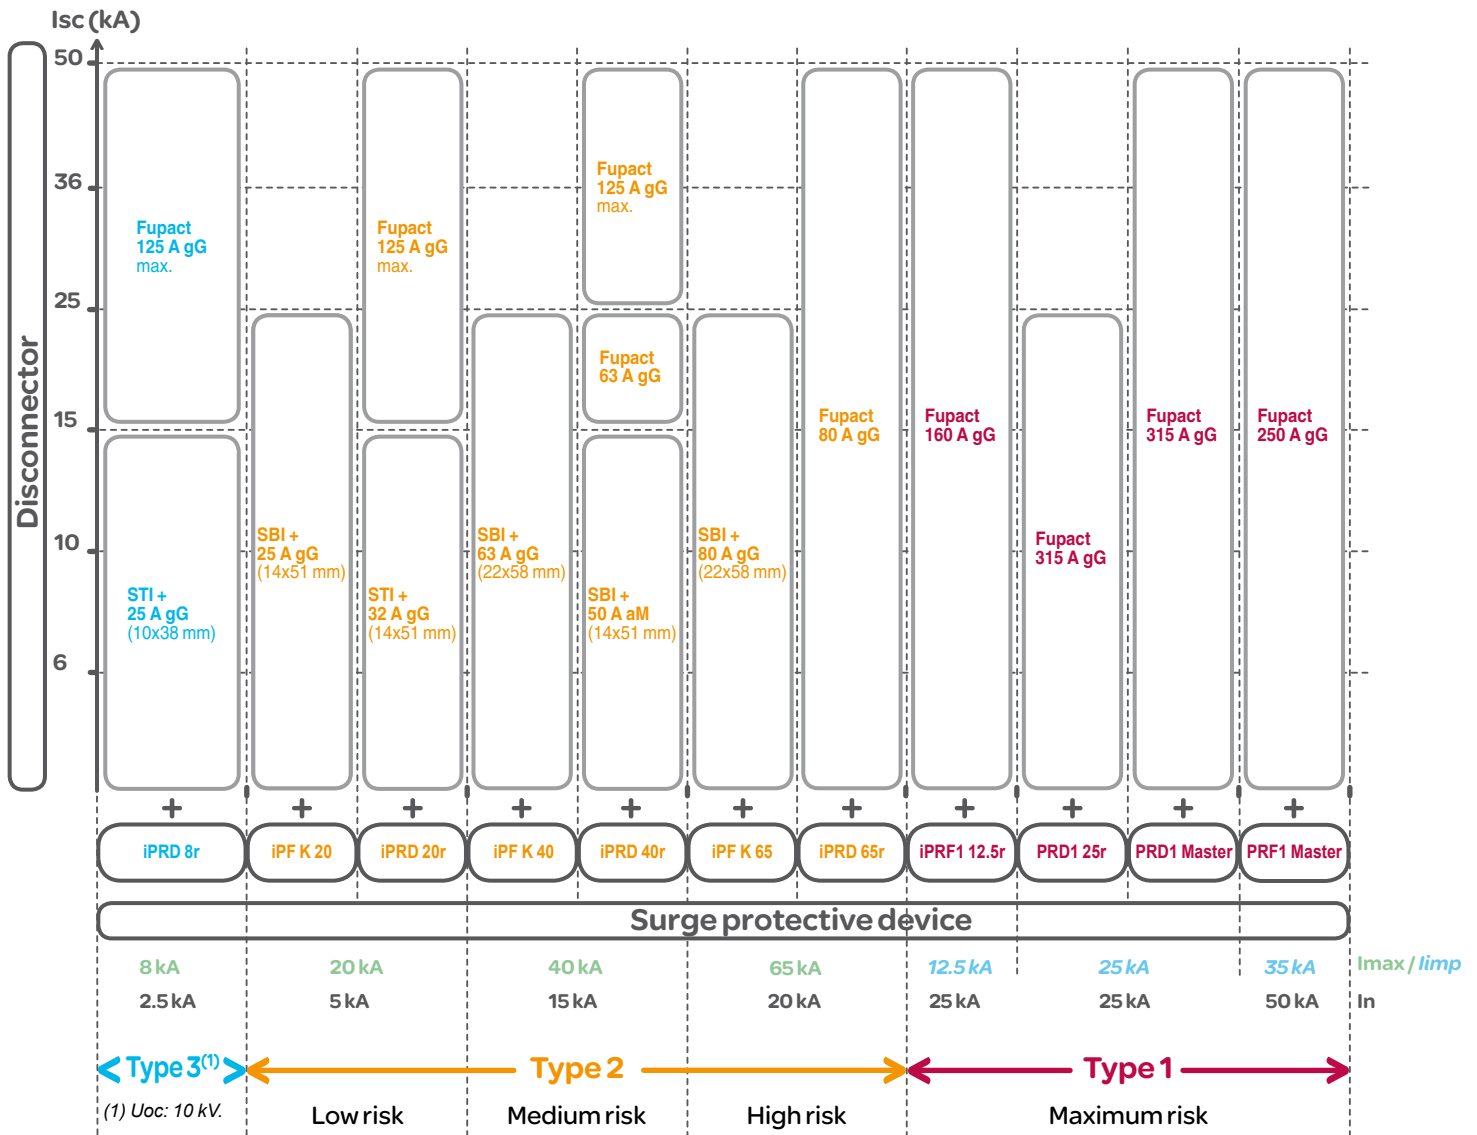 Isc (kA)
50
36
25
15
10
6
Disconnector
Fupact
125 A gG
max.
STI +
25 A gG
(10x38 mm)
SBI +
25 A gG
(14x51 mm)
Fupact
125 A gG
max.
STI +
32 A gG
(14x51 mm)
SBI +
63 A gG
(22x58 mm)
Fupact
125 A gG
max.
Fupact
63 A gG
SBI +
50 A aM
(14x51 mm)
SBI +
80 A gG
(22x58 mm)
Fupact
80 A gG
Fupact
160 A gG
Fupact
315 A gG
Fupact
315 A gG
Fupact
250 A gG
+ + + + + + + + + + +
iPRD 8r iPF K 20 iPRD 20r iPF K 40 iPRD 40r iPF K 65 iPRD 65r iPRF1 12.5r PRD1 25r PRD1 Master PRF1 Master
Surge protective device
8 kA 20 kA 40 kA 65 kA 12.5 kA 25 kA 35 kA Imax / Iimp
2.5 kA 5 kA 15 kA 20 kA 25 kA 25 kA 50 kA In
Type 3(1) Type 2 Type 1
(1) Uoc: 10 kV. Low risk Medium risk High risk Maximum risk